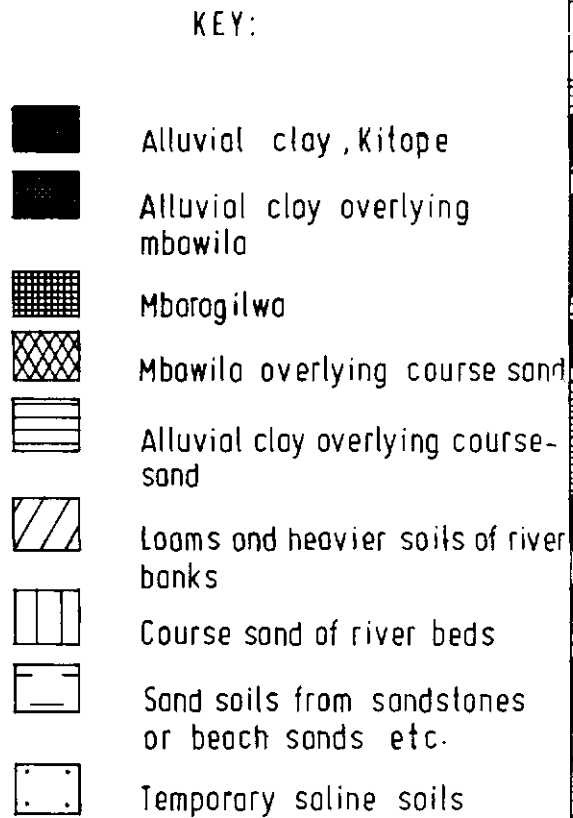 KEY:
Alluvial clay, Kitope
Alluvial clay overlying
mbawila
Mbaragilwa
Mbawila overlying course sand
Alluvial clay overlying course-
sand
Loams and heavier soils of river
banks
Course sand of river beds
Sand soils from sandstones
or beach sands etc.
Temporary saline soils